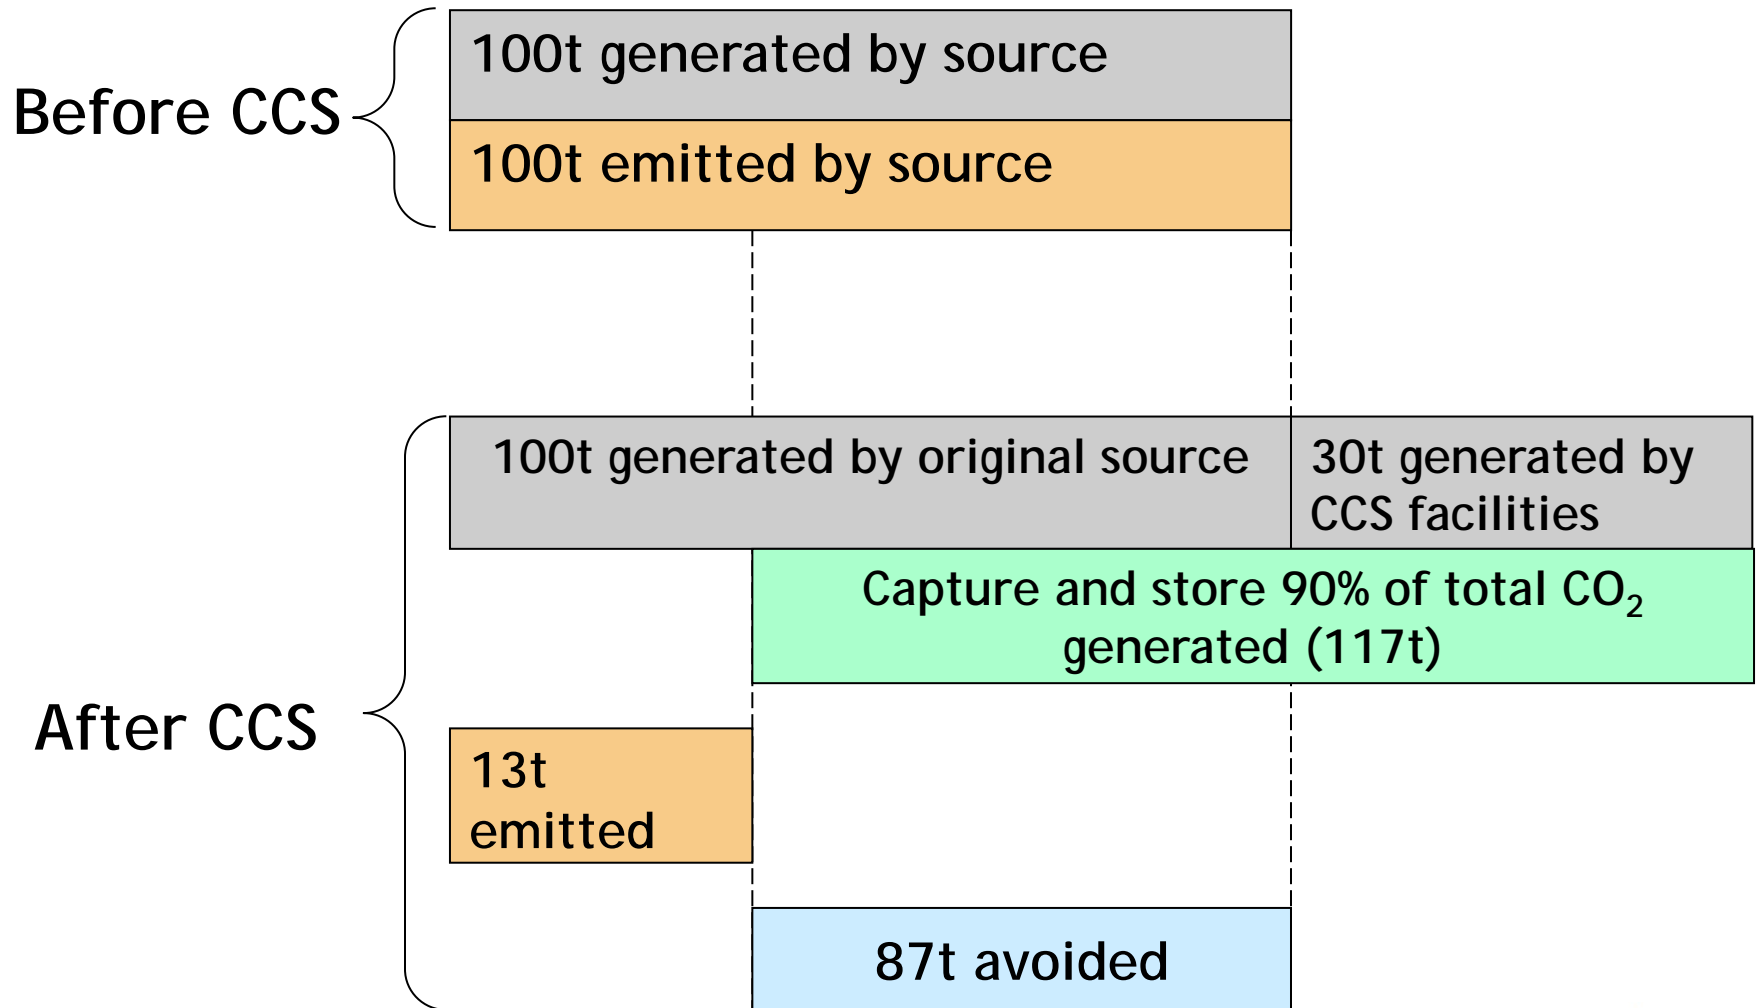 Before CCS
100t generated by source
100t emitted by source
After CCS
100t generated by original source
30t generated by
CCS facilities
Capture and store 90% of total CO₂
generated (117t)
13t
emitted
87t avoided